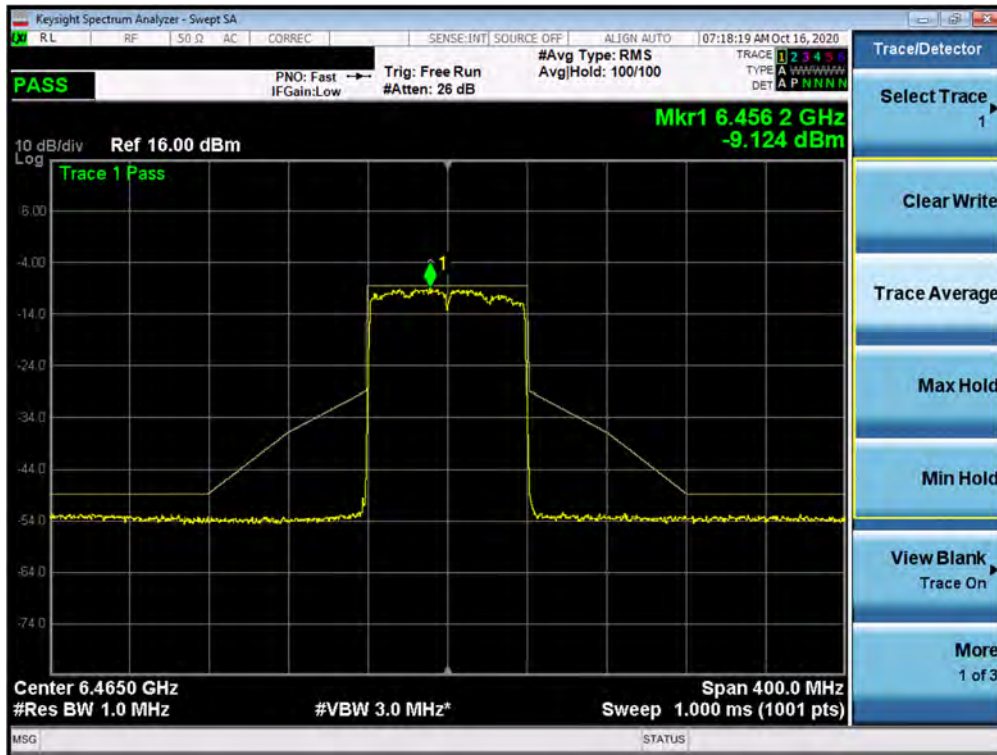 Keysight Spectrum Analyzer - Swept SA
LXI RL RF 50 Ω AC CORREC SENSE:INT SOURCE OFF ALIGN AUTO 07:18:19 AM Oct 16, 2020
PASS
PNO: Fast
IFGain:Low
Trig: Free Run
#Atten: 26 dB
#Avg Type: RMS
Avg|Hold: 100/100
TRACE 1 2 3 4 5 6
TYPE A WWWWW
DET A P N N N N
Mkr1 6.456 2 GHz
-9.124 dBm
10 dB/div Ref 16.00 dBm
Log
Trace 1 Pass
6.00
-4.00
-14.0
-24.0
-34.0
-44.0
-54.0
-64.0
-74.0
1
Center 6.4650 GHz
Span 400.0 MHz
#Res BW 1.0 MHz
#VBW 3.0 MHz*
Sweep 1.000 ms (1001 pts)
MSG
STATUS
Trace/Detector
Select Trace
1
Clear Write
Trace Average
Max Hold
Min Hold
View Blank
Trace On
More
1 of 3